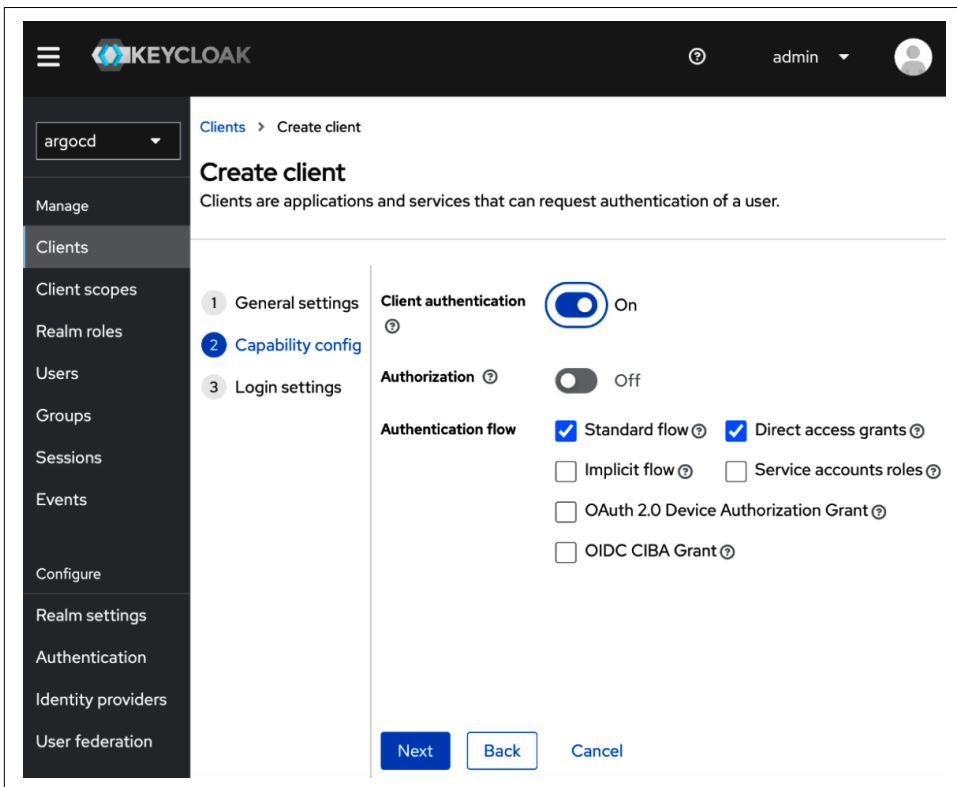 KEYCLOAK
admin
argocd
Manage
Clients
Client scopes
Realm roles
Users
Groups
Sessions
Events
Configure
Realm settings
Authentication
Identity providers
User federation
Clients > Create client
Create client
Clients are applications and services that can request authentication of a user.
1 General settings
2 Capability config
3 Login settings
Client authentication
On
Authorization
Off
Authentication flow
Standard flow Direct access grants
Implicit flow Service accounts roles
OAuth 2.0 Device Authorization Grant
OIDC CIBA Grant
Next Back Cancel